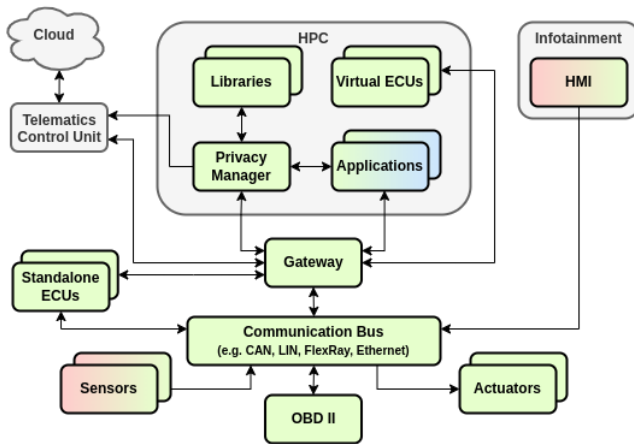 Cloud
HPC
Infotainment
Libraries
Virtual ECUs
HMI
Telematics
Control Unit
Privacy
Manager
Applications
Gateway
Standalone
ECUs
Communication Bus
(e.g. CAN, LIN, FlexRay, Ethernet)
Sensors
OBD II
Actuators